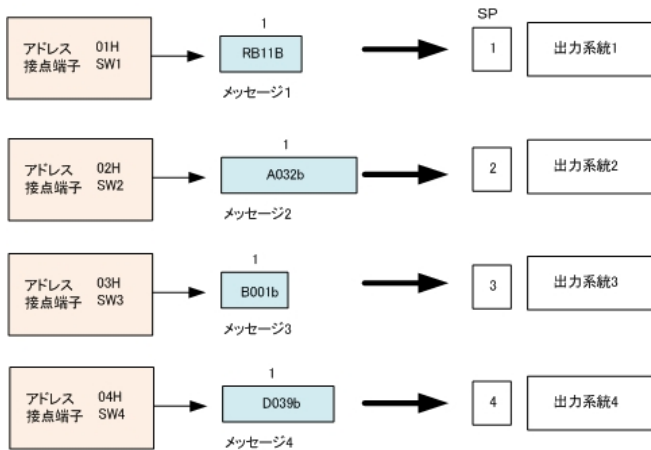 SP
1
アドレス 01H
接点端子 SW1
RB11B
メッセージ1
1
出力系統1
1
アドレス 02H
接点端子 SW2
A032b
メッセージ2
2
出力系統2
1
アドレス 03H
接点端子 SW3
B001b
メッセージ3
3
出力系統3
1
アドレス 04H
接点端子 SW4
D039b
メッセージ4
4
出力系統4